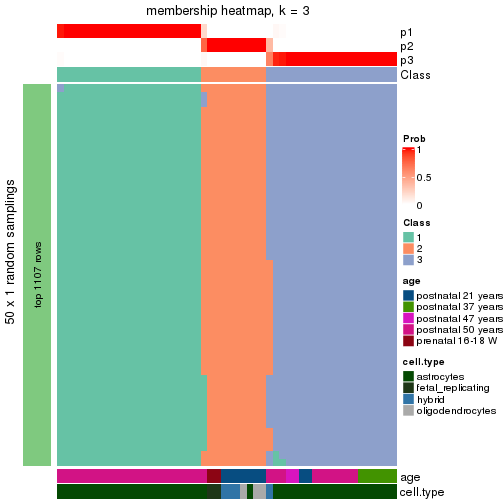 membership heatmap, k = 3
p1
p2
p3
Class
50 x 1 random samplings
top 1107 rows
Prob
1
0.5
0
Class
1
2
3
age
postnatal 21 years
postnatal 37 years
postnatal 47 years
postnatal 50 years
prenatal 16-18 W
cell.type
astrocytes
fetal_replicating
hybrid
oligodendrocytes
age
cell.type